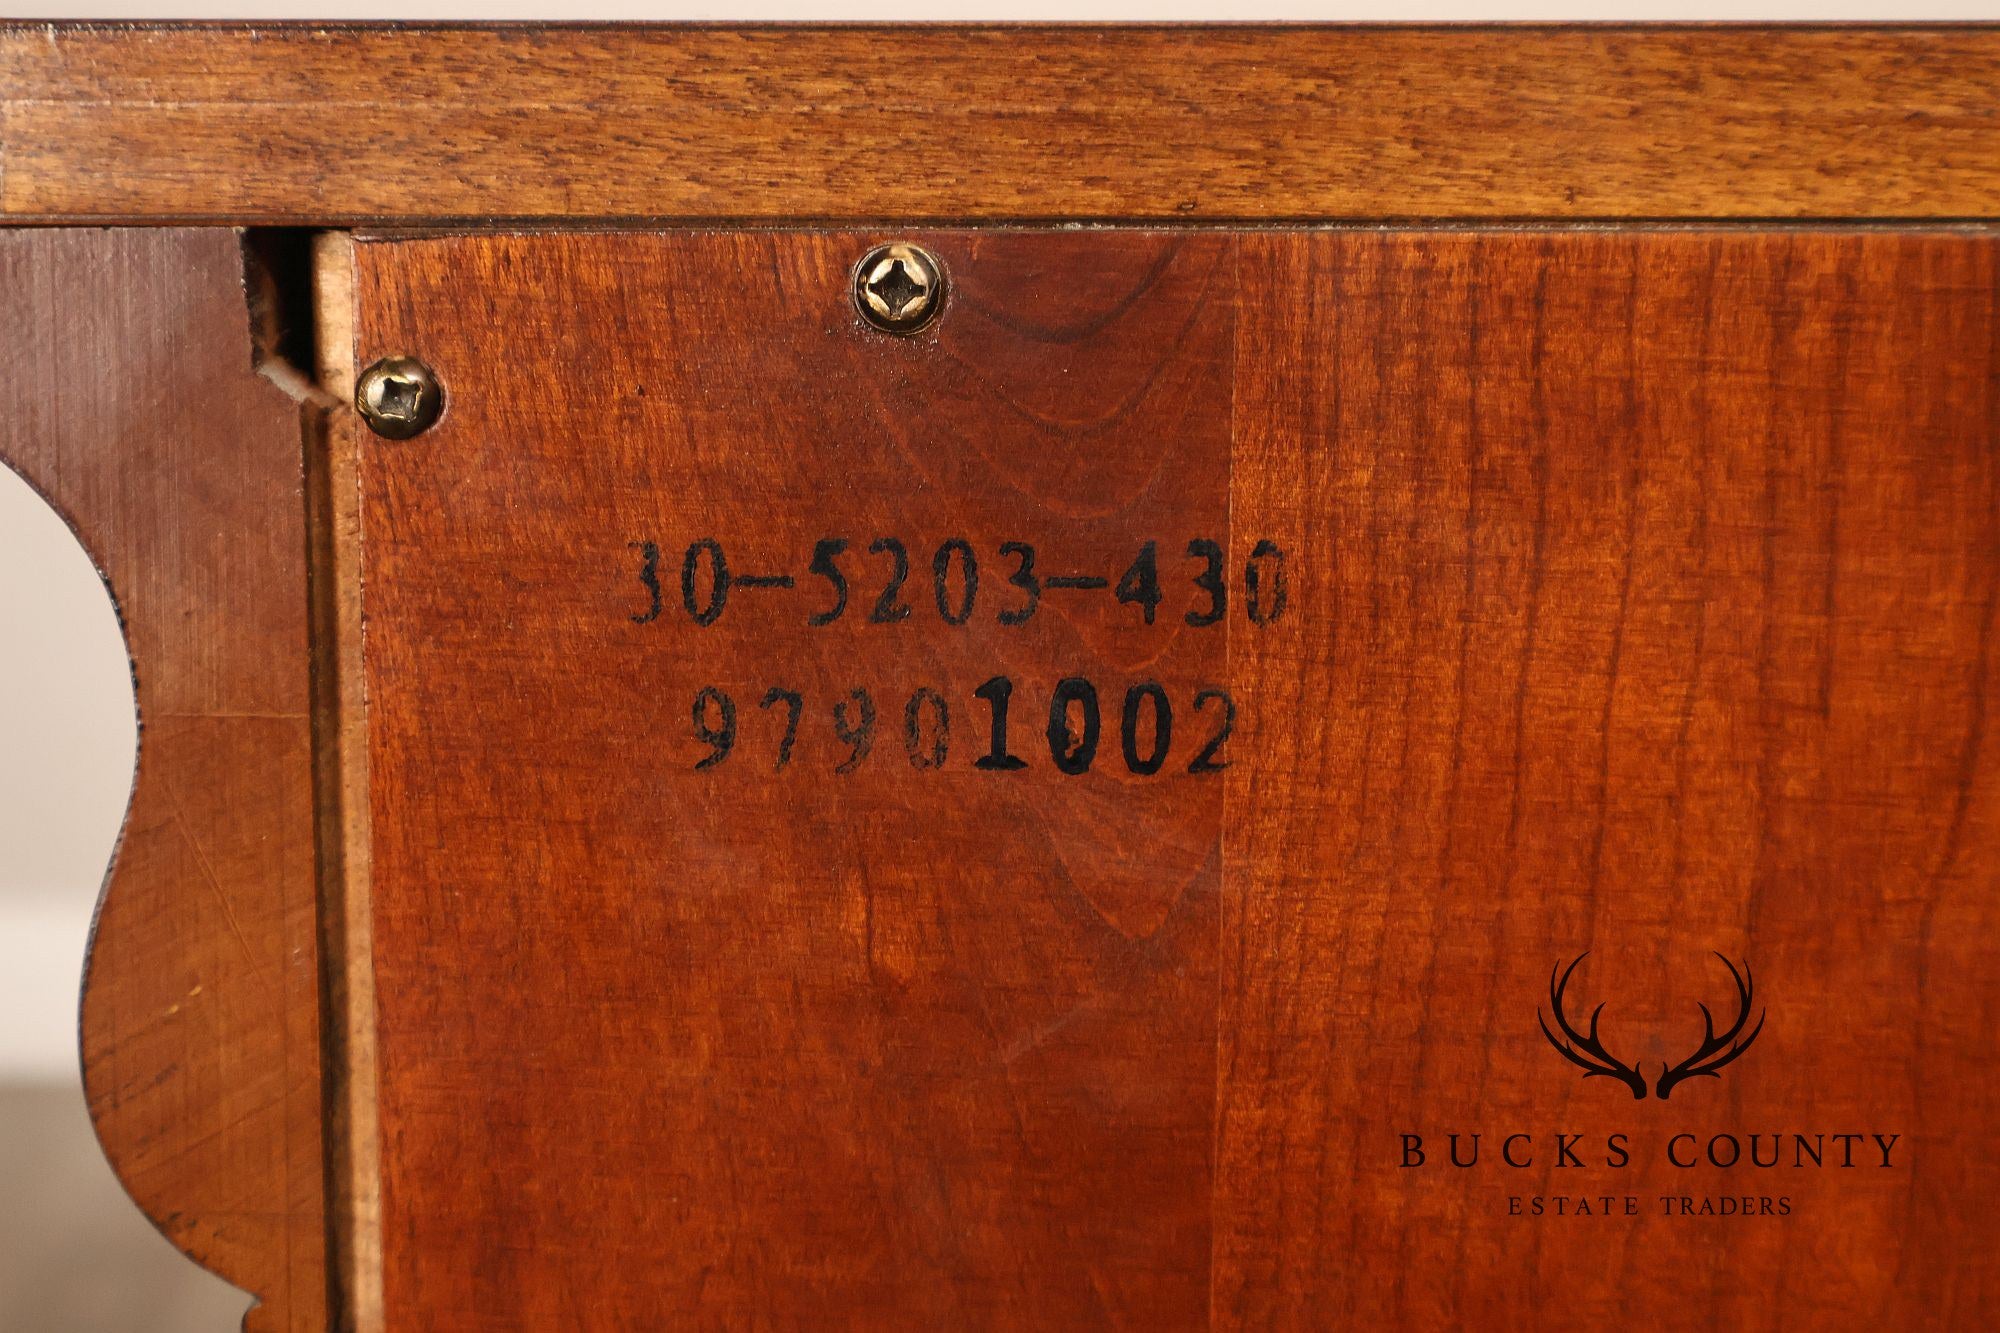 30-5203-430
97901002
BUCKS COUNTY
ESTATE TRADERS